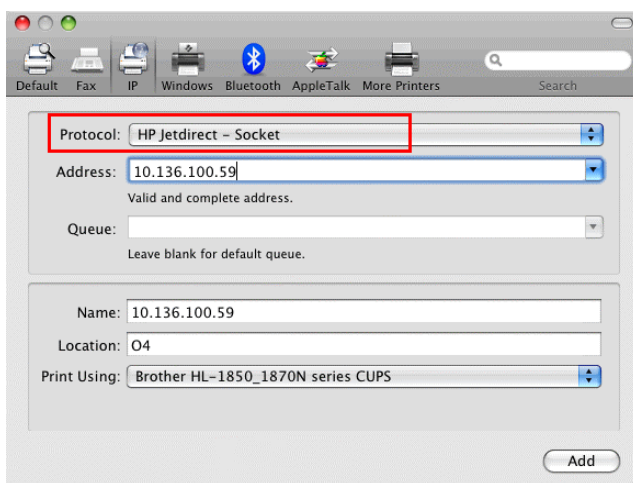 Default Fax IP Windows Bluetooth AppleTalk More Printers Search
Protocol: HP Jetdirect – Socket
Address: 10.136.100.59
Valid and complete address.
Queue:
Leave blank for default queue.
Name: 10.136.100.59
Location: O4
Print Using: Brother HL-1850_1870N series CUPS
Add